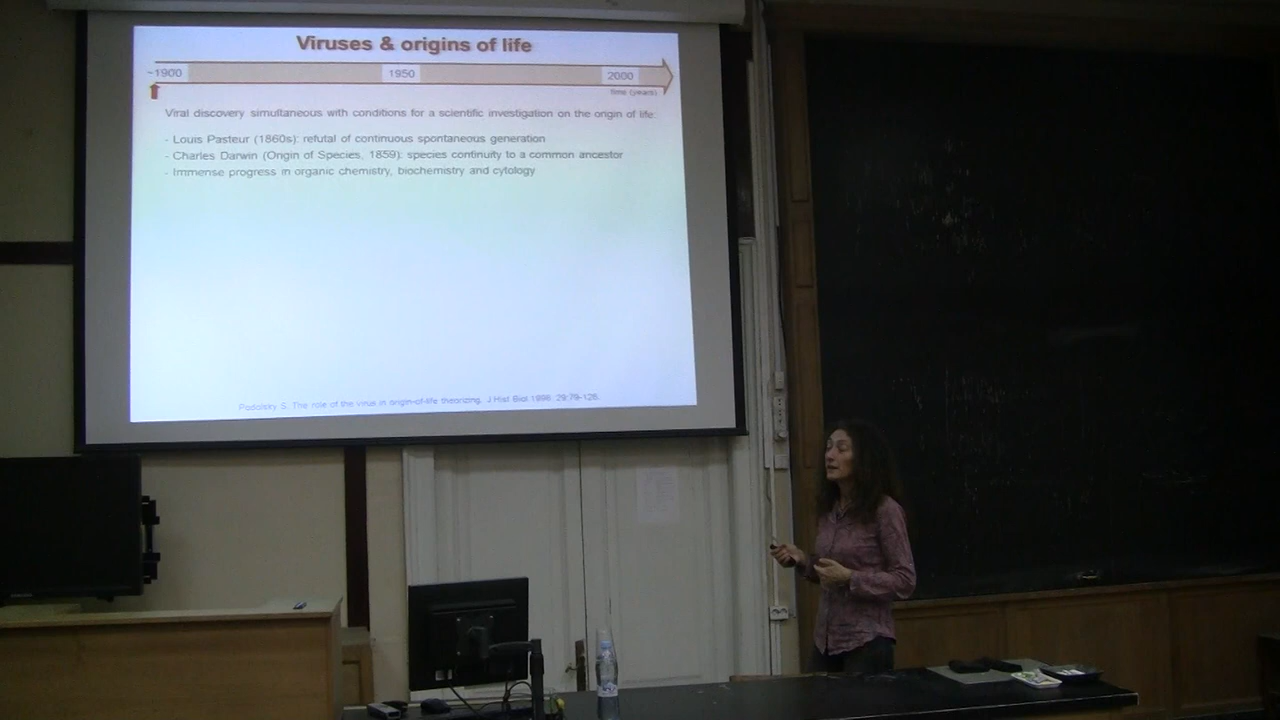 Viruses & origins of life
~1900 1950 2000
time (years)
Viral discovery simultaneous with conditions for a scientific investigation on the origin of life:
- Louis Pasteur (1860s): refutal of continuous spontaneous generation
- Charles Darwin (Origin of Species, 1859): species continuity to a common ancestor
- Immense progress in organic chemistry, biochemistry and cytology
Podolsky S. The role of the virus in origin-of-life theorizing. J Hist Biol 1996; 29:79-126.